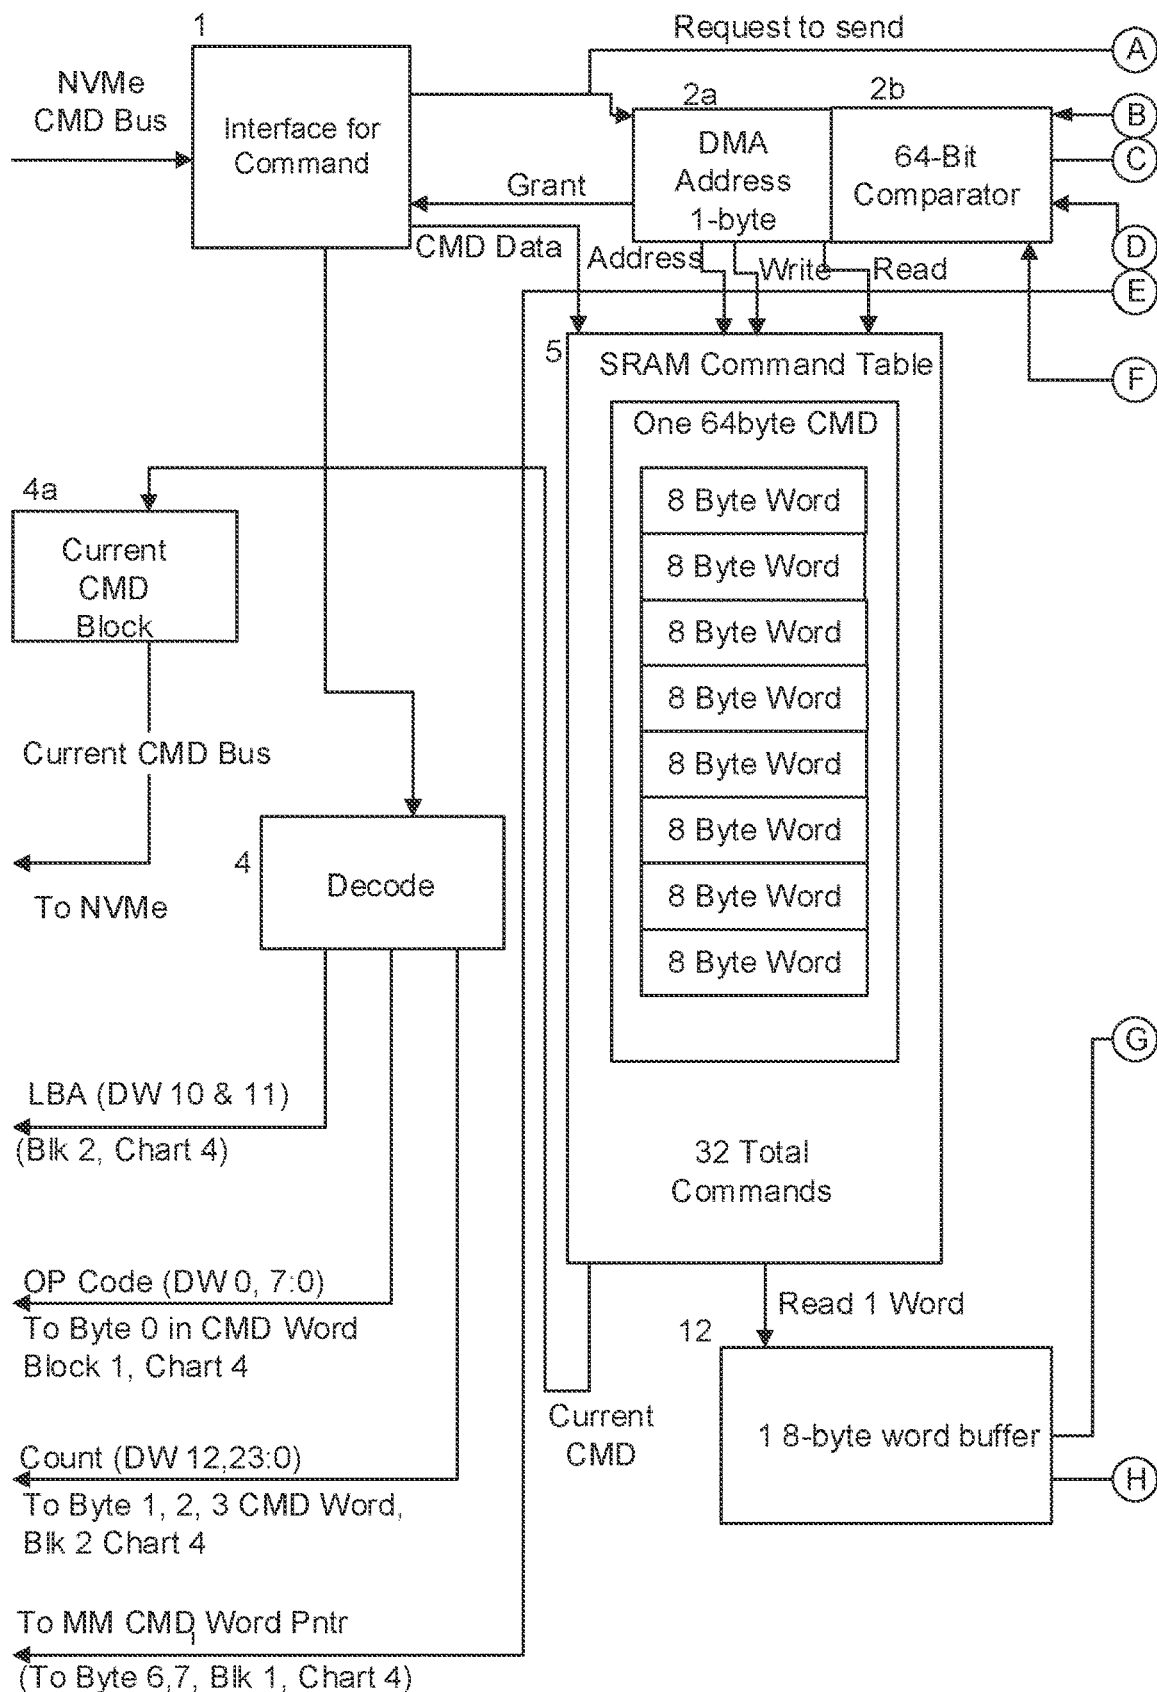 1
Request to send
A
NVMe
CMD Bus
Interface for
Command
2a
2b
DMA
Address
1-byte
64-Bit
Comparator
B
C
Grant
CMD Data
Address
Write
Read
D
E
5
SRAM Command Table
F
One 64byte CMD
4a
Current
CMD
Block
8 Byte Word
8 Byte Word
8 Byte Word
8 Byte Word
8 Byte Word
8 Byte Word
8 Byte Word
8 Byte Word
Current CMD Bus
To NVMe
4
Decode
G
LBA (DW 10 & 11)
(Blk 2, Chart 4)
32 Total
Commands
OP Code (DW 0, 7:0)
To Byte 0 in CMD Word
Block 1, Chart 4
Read 1 Word
12
Current
CMD
1 8-byte word buffer
H
Count (DW 12,23:0)
To Byte 1, 2, 3 CMD Word,
Blk 2 Chart 4
To MM CMD Word Pntr
(To Byte 6,7, Blk 1, Chart 4)